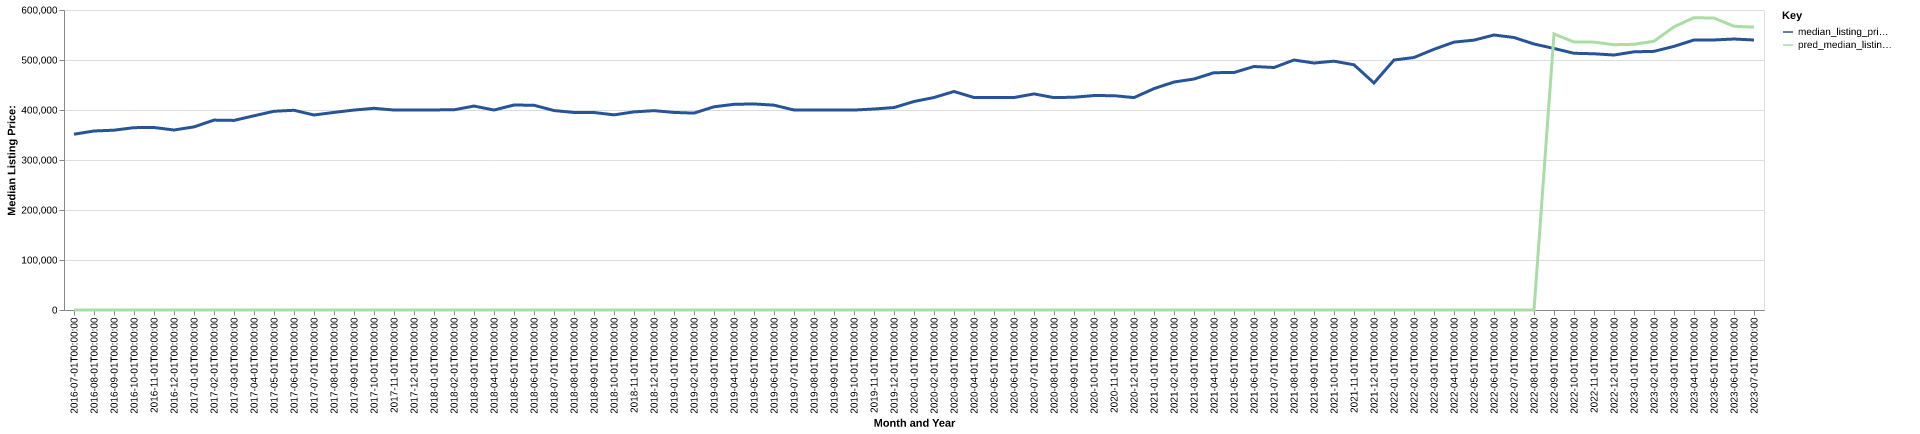 600,000
500,000
400,000
300,000
200,000
100,000
0
Median Listing Price:
2016-07-01T00:00:00
2016-08-01T00:00:00
2016-09-01T00:00:00
2016-10-01T00:00:00
2016-11-01T00:00:00
2016-12-01T00:00:00
2017-01-01T00:00:00
2017-02-01T00:00:00
2017-03-01T00:00:00
2017-04-01T00:00:00
2017-05-01T00:00:00
2017-06-01T00:00:00
2017-07-01T00:00:00
2017-08-01T00:00:00
2017-09-01T00:00:00
2017-10-01T00:00:00
2017-11-01T00:00:00
2017-12-01T00:00:00
2018-01-01T00:00:00
2018-02-01T00:00:00
2018-03-01T00:00:00
2018-04-01T00:00:00
2018-05-01T00:00:00
2018-06-01T00:00:00
2018-07-01T00:00:00
2018-08-01T00:00:00
2018-09-01T00:00:00
2018-10-01T00:00:00
2018-11-01T00:00:00
2018-12-01T00:00:00
2019-01-01T00:00:00
2019-02-01T00:00:00
2019-03-01T00:00:00
2019-04-01T00:00:00
2019-05-01T00:00:00
2019-06-01T00:00:00
2019-07-01T00:00:00
2019-08-01T00:00:00
2019-09-01T00:00:00
2019-10-01T00:00:00
2019-11-01T00:00:00
2019-12-01T00:00:00
2020-01-01T00:00:00
2020-02-01T00:00:00
2020-03-01T00:00:00
2020-04-01T00:00:00
2020-05-01T00:00:00
2020-06-01T00:00:00
2020-07-01T00:00:00
2020-08-01T00:00:00
2020-09-01T00:00:00
2020-10-01T00:00:00
2020-11-01T00:00:00
2020-12-01T00:00:00
2021-01-01T00:00:00
2021-02-01T00:00:00
2021-03-01T00:00:00
2021-04-01T00:00:00
2021-05-01T00:00:00
2021-06-01T00:00:00
2021-07-01T00:00:00
2021-08-01T00:00:00
2021-09-01T00:00:00
2021-10-01T00:00:00
2021-11-01T00:00:00
2021-12-01T00:00:00
2022-01-01T00:00:00
2022-02-01T00:00:00
2022-03-01T00:00:00
2022-04-01T00:00:00
2022-05-01T00:00:00
2022-06-01T00:00:00
2022-07-01T00:00:00
2022-08-01T00:00:00
2022-09-01T00:00:00
2022-10-01T00:00:00
2022-11-01T00:00:00
2022-12-01T00:00:00
2023-01-01T00:00:00
2023-02-01T00:00:00
2023-03-01T00:00:00
2023-04-01T00:00:00
2023-05-01T00:00:00
2023-06-01T00:00:00
2023-07-01T00:00:00
Month and Year
Key
median_listing_pri…
pred_median_listin…